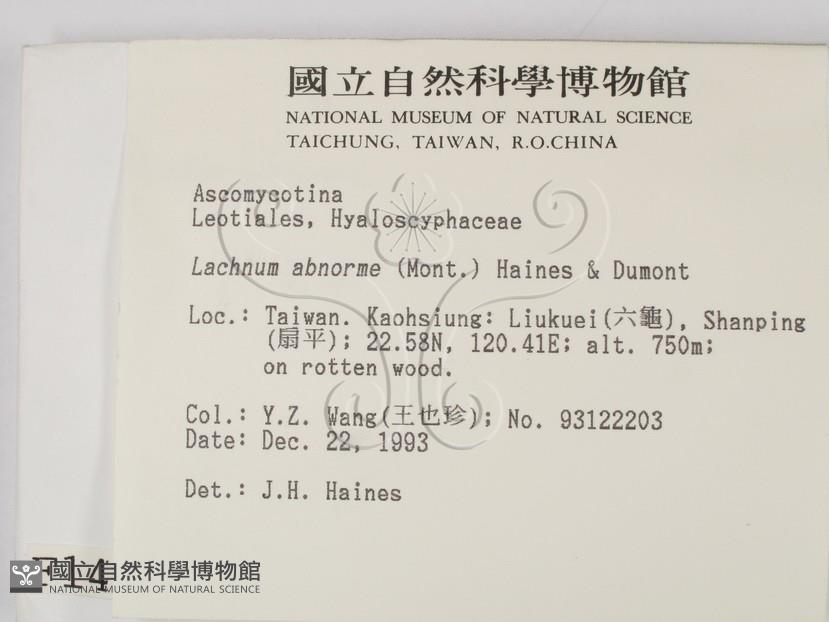 國立自然科學博物館
NATIONAL MUSEUM OF NATURAL SCIENCE
TAICHUNG, TAIWAN, R.O.CHINA
Ascomycotina
Leotiales, Hyaloscyphaceae
Lachnum abnorme (Mont.) Haines & Dumont
Loc.: Taiwan. Kaohsiung: Liukuei(六龜), Shanping
(扇平); 22.58N, 120.41E; alt. 750m;
on rotten wood.
Col.: Y.Z. Wang(王也珍); No. 93122203
Date: Dec. 22, 1993
Det.: J.H. Haines
F14
國立自然科學博物館
NATIONAL MUSEUM OF NATURAL SCIENCE